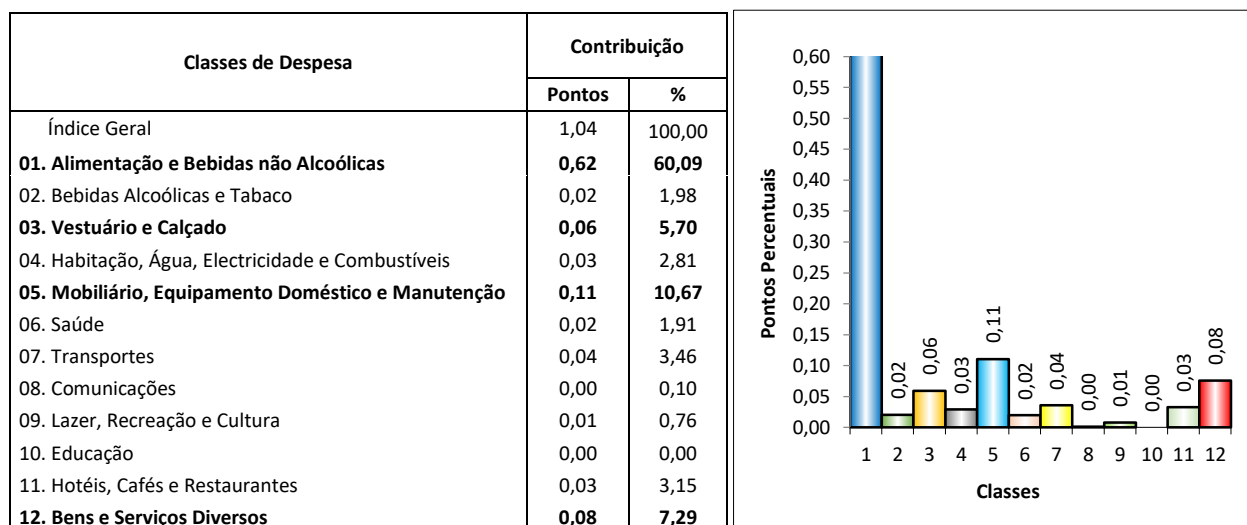 Classes de Despesa Contribuição
Pontos %
Índice Geral 1,04 100,00
01. Alimentação e Bebidas não Alcoólicas 0,62 60,09
02. Bebidas Alcoólicas e Tabaco 0,02 1,98
03. Vestuário e Calçado 0,06 5,70
04. Habitação, Água, Electricidade e Combustíveis 0,03 2,81
05. Mobiliário, Equipamento Doméstico e Manutenção 0,11 10,67
06. Saúde 0,02 1,91
07. Transportes 0,04 3,46
08. Comunicações 0,00 0,10
09. Lazer, Recreação e Cultura 0,01 0,76
10. Educação 0,00 0,00
11. Hotéis, Cafés e Restaurantes 0,03 3,15
12. Bens e Serviços Diversos 0,08 7,29
Pontos Percentuais
0,60
0,55
0,50
0,45
0,40
0,35
0,30
0,25
0,20
0,15
0,10
0,05
0,00
0,02 0,06 0,03 0,11 0,02 0,04 0,00 0,01 0,00 0,03 0,08
1 2 3 4 5 6 7 8 9 10 11 12
Classes